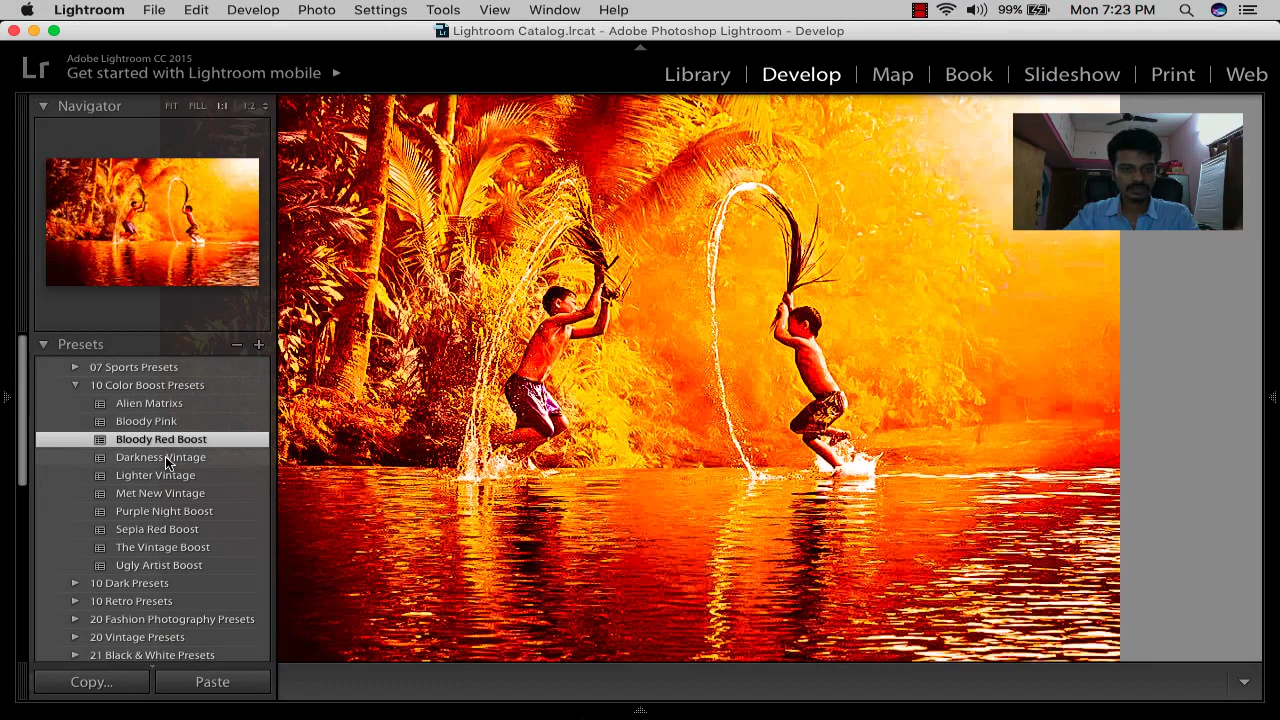 Lightroom File Edit Develop Photo Settings Tools View Window Help 99% Mon 7:23 PM
Lightroom Catalog.lrcat - Adobe Photoshop Lightroom - Develop
Lr
Adobe Lightroom CC 2015
Get started with Lightroom mobile
Library | Develop | Map | Book | Slideshow | Print | Web
Navigator FIT FILL 1:1 1:2
Presets
07 Sports Presets
10 Color Boost Presets
Alien Matrixs
Bloody Pink
Bloody Red Boost
Darkness Vintage
Lighter Vintage
Met New Vintage
Purple Night Boost
Sepia Red Boost
The Vintage Boost
Ugly Artist Boost
10 Dark Presets
10 Retro Presets
20 Fashion Photography Presets
20 Vintage Presets
21 Black & White Presets
Copy... Paste